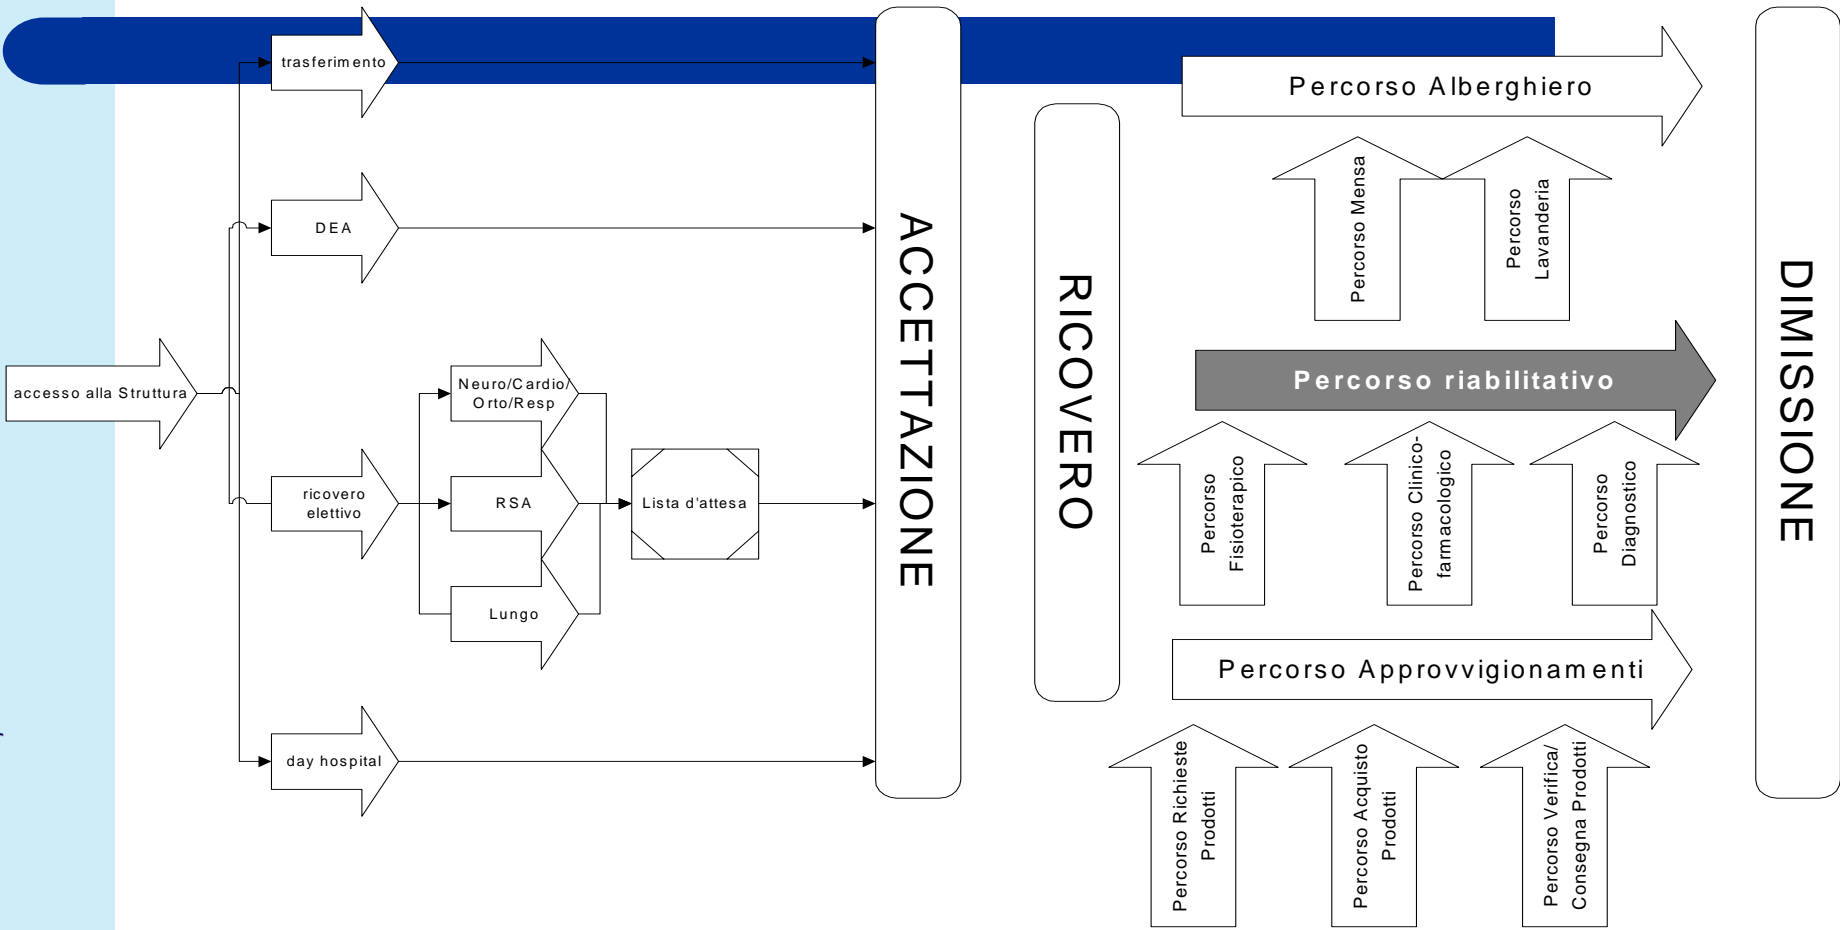 trasferimento
DEA
accesso alla Struttura
ricovero
elettivo
Neuro/Cardio/
Orto/Resp
RSA
Lungo
Lista d'attesa
day hospital
ACCETTAZIONE
RICOVERO
Percorso Alberghiero
Percorso Mensa
Percorso
Lavanderia
Percorso riabilitativo
Percorso
Fisioterapico
Percorso Clinico-
farmacologico
Percorso
Diagnostico
Percorso Approvvigionamenti
Percorso Richieste
Prodotti
Percorso Acquisto
Prodotti
Percorso Verifica/
Consegna Prodotti
DIMISSIONE